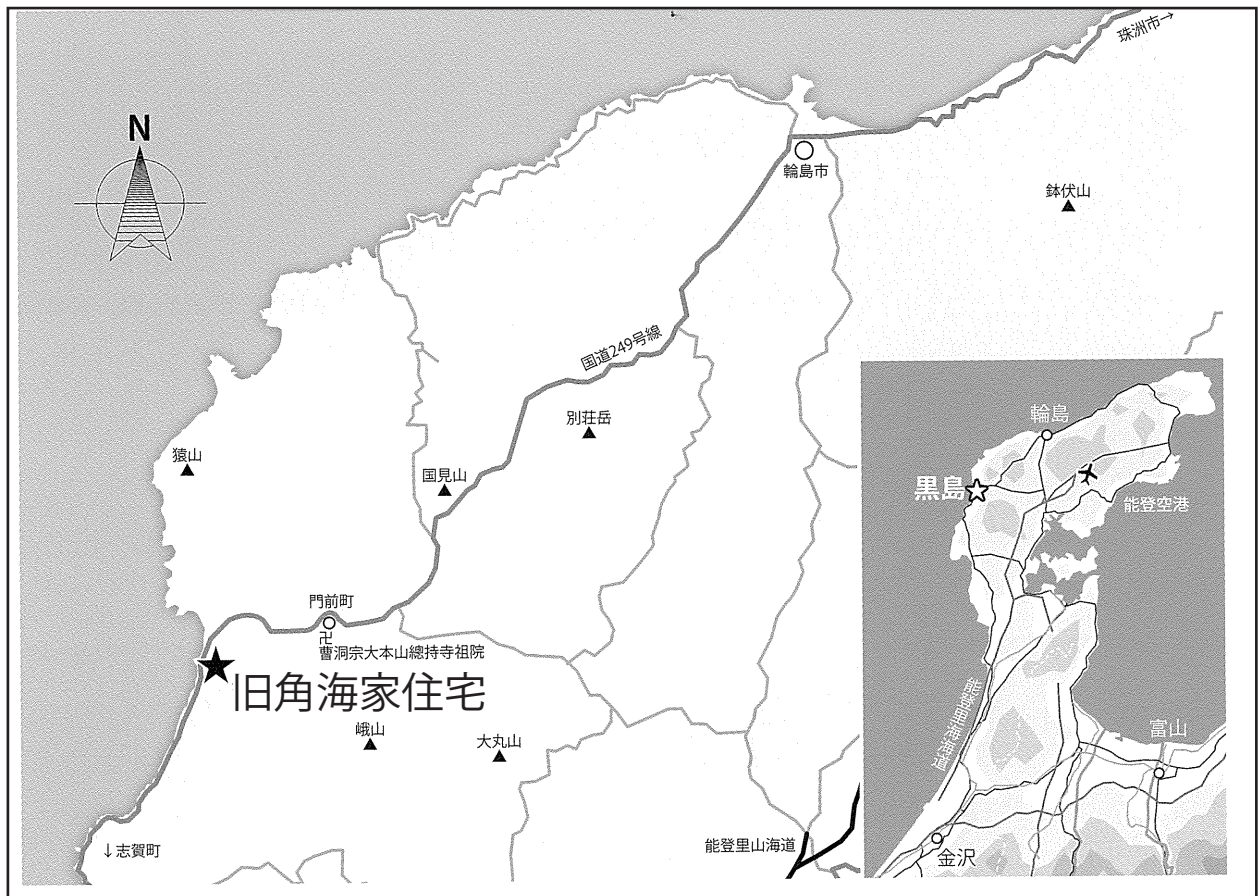 珠洲市→
N
輪島市
鉢伏山
国道249号線
別荘岳
猿山
国見山
門前町
卍
曹洞宗大本山總持寺祖院
旧角海家住宅
峨山
大丸山
能登里山海道
↓志賀町
輪島
黒島
能登空港
能登里海海道
富山
金沢